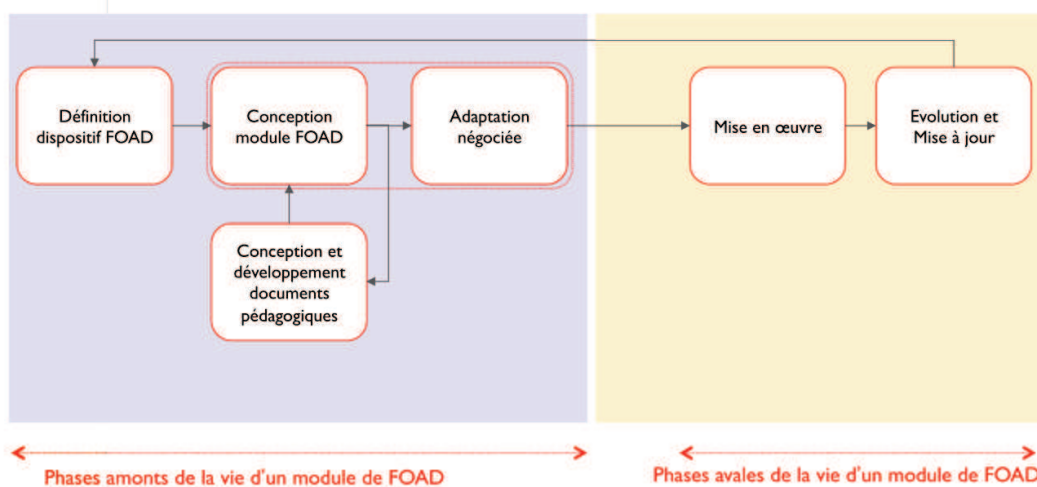 Définition
dispositif FOAD
Conception
module FOAD
Adaptation
négociée
Mise en œuvre
Evolution et
Mise à jour
Conception et
développement
documents
pédagogiques
Phases amonts de la vie d'un module de FOAD
Phases avales de la vie d'un module de FOAD